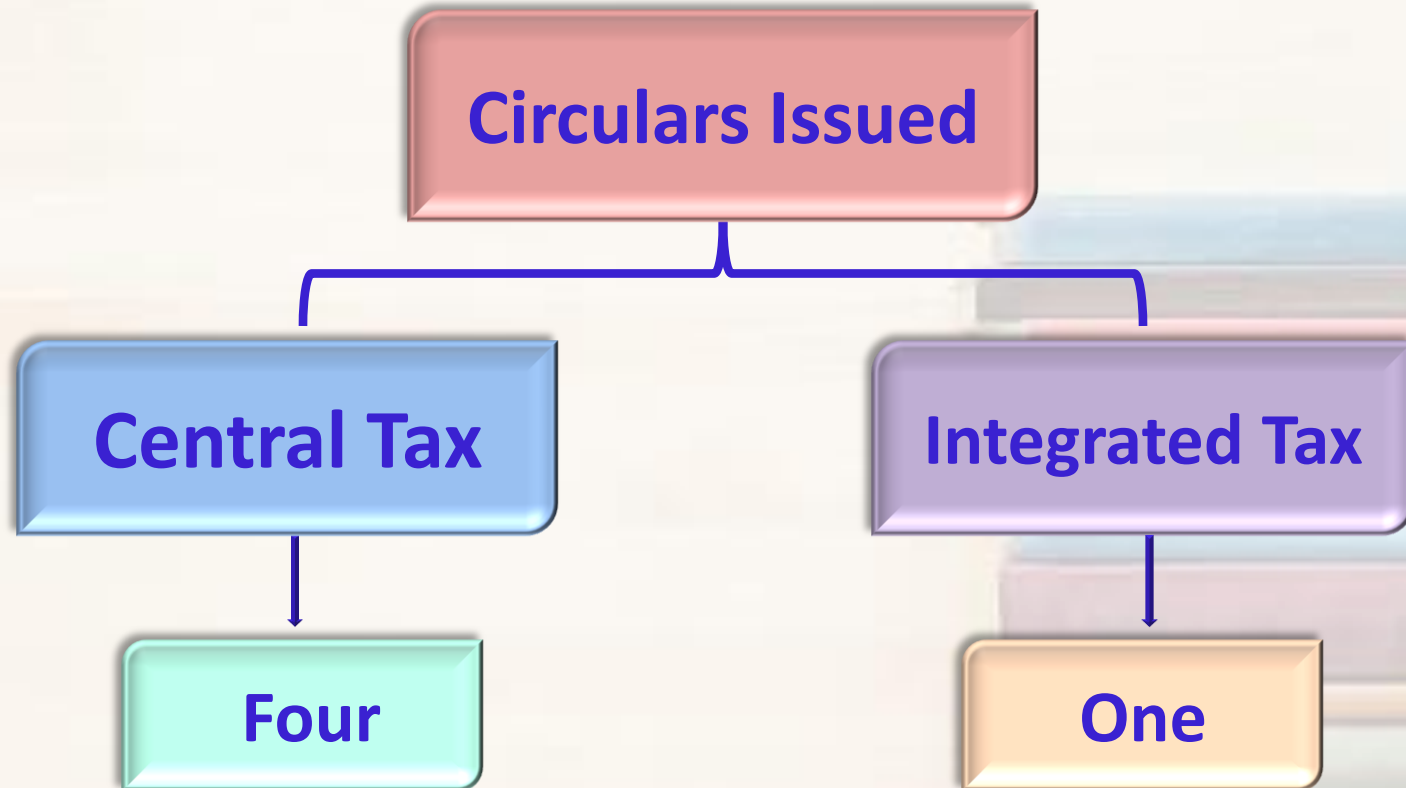 Circulars Issued
Central Tax
Integrated Tax
Four
One